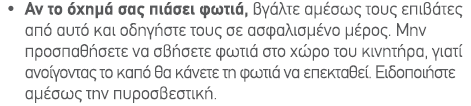 • Αν το όχημά σας πιάσει φωτιά, βγάλτε αμέσως τους επιβάτες
από αυτό και οδηγήστε τους σε ασφαλισμένο μέρος. Μην
προσπαθήσετε να σβήσετε φωτιά στο χώρο του κινητήρα, γιατί
ανοίγοντας το καπό θα κάνετε τη φωτιά να επεκταθεί. Ειδοποιήστε
αμέσως την πυροσβεστική.